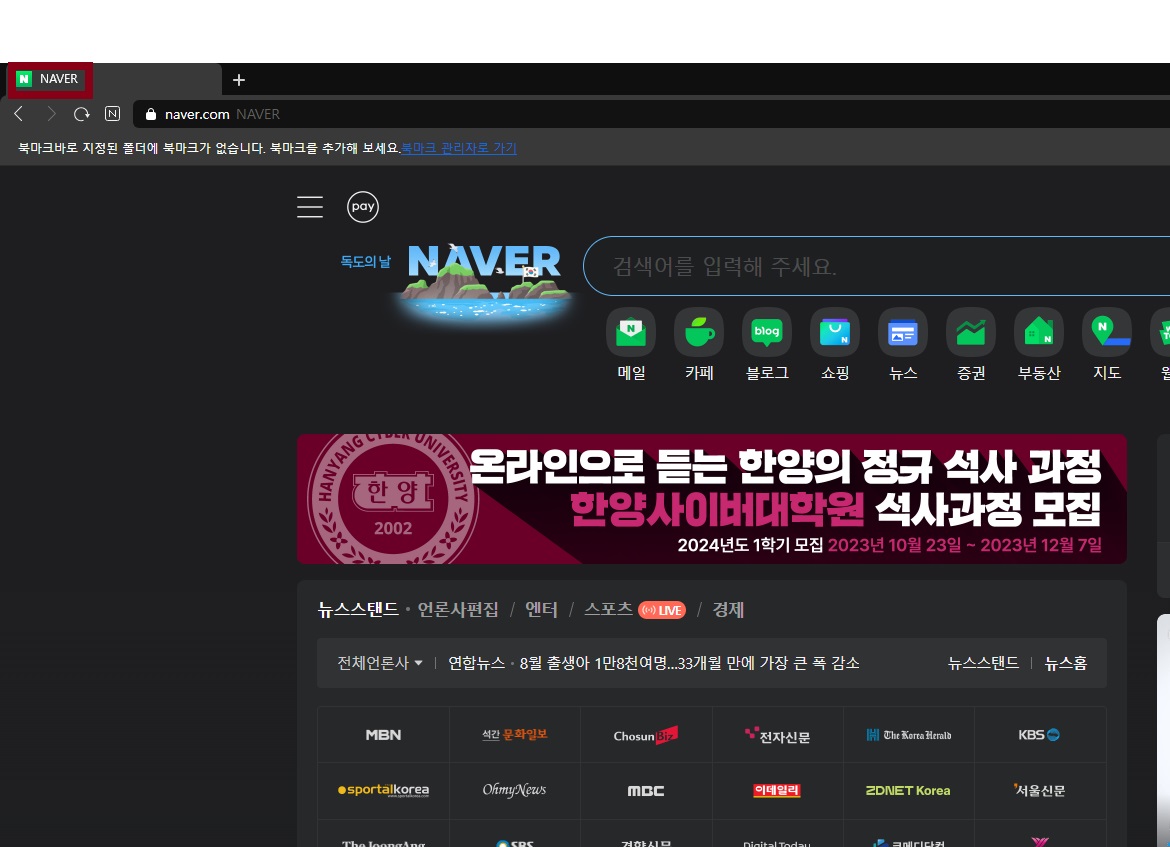 N NAVER
N naver.com NAVER
북마크바로 지정된 폴더에 북마크가 없습니다. 북마크를 추가해 보세요.북마크 관리자로 가기
pay
독도의 날 NAVER 검색어를 입력해 주세요.
N blog N N N
메일 카페 블로그 쇼핑 뉴스 증권 부동산 지도
HANYANG CYBER UNIVERSITY
한양
2002
온라인으로 듣는 한양의 정규 석사 과정
한양사이버대학원 석사과정 모집
2024년도 1학기 모집 2023년 10월 23일 ~ 2023년 12월 7일
뉴스스탠드 · 언론사편집 / 엔터 / 스포츠 LIVE / 경제
전체언론사 연합뉴스 · 8월 출생아 1만8천여명...33개월 만에 가장 큰 폭 감소 뉴스스탠드 뉴스홈
MBN 석간 문화일보 Chosun Biz 전자신문 The Korea Herald KBS
sportalkorea OhmyNews MBC 이데일리 ZDNET Korea 서울신문
The JoongAng SBS 경향신문 Digital Today 코메디닷컴